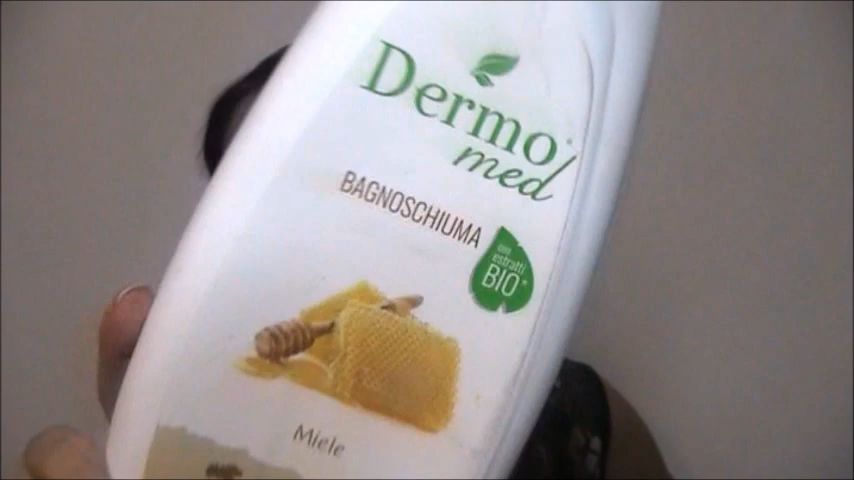 Dermo
med
BAGNOSCHIUMA
con
estratti
BIO*
Miele